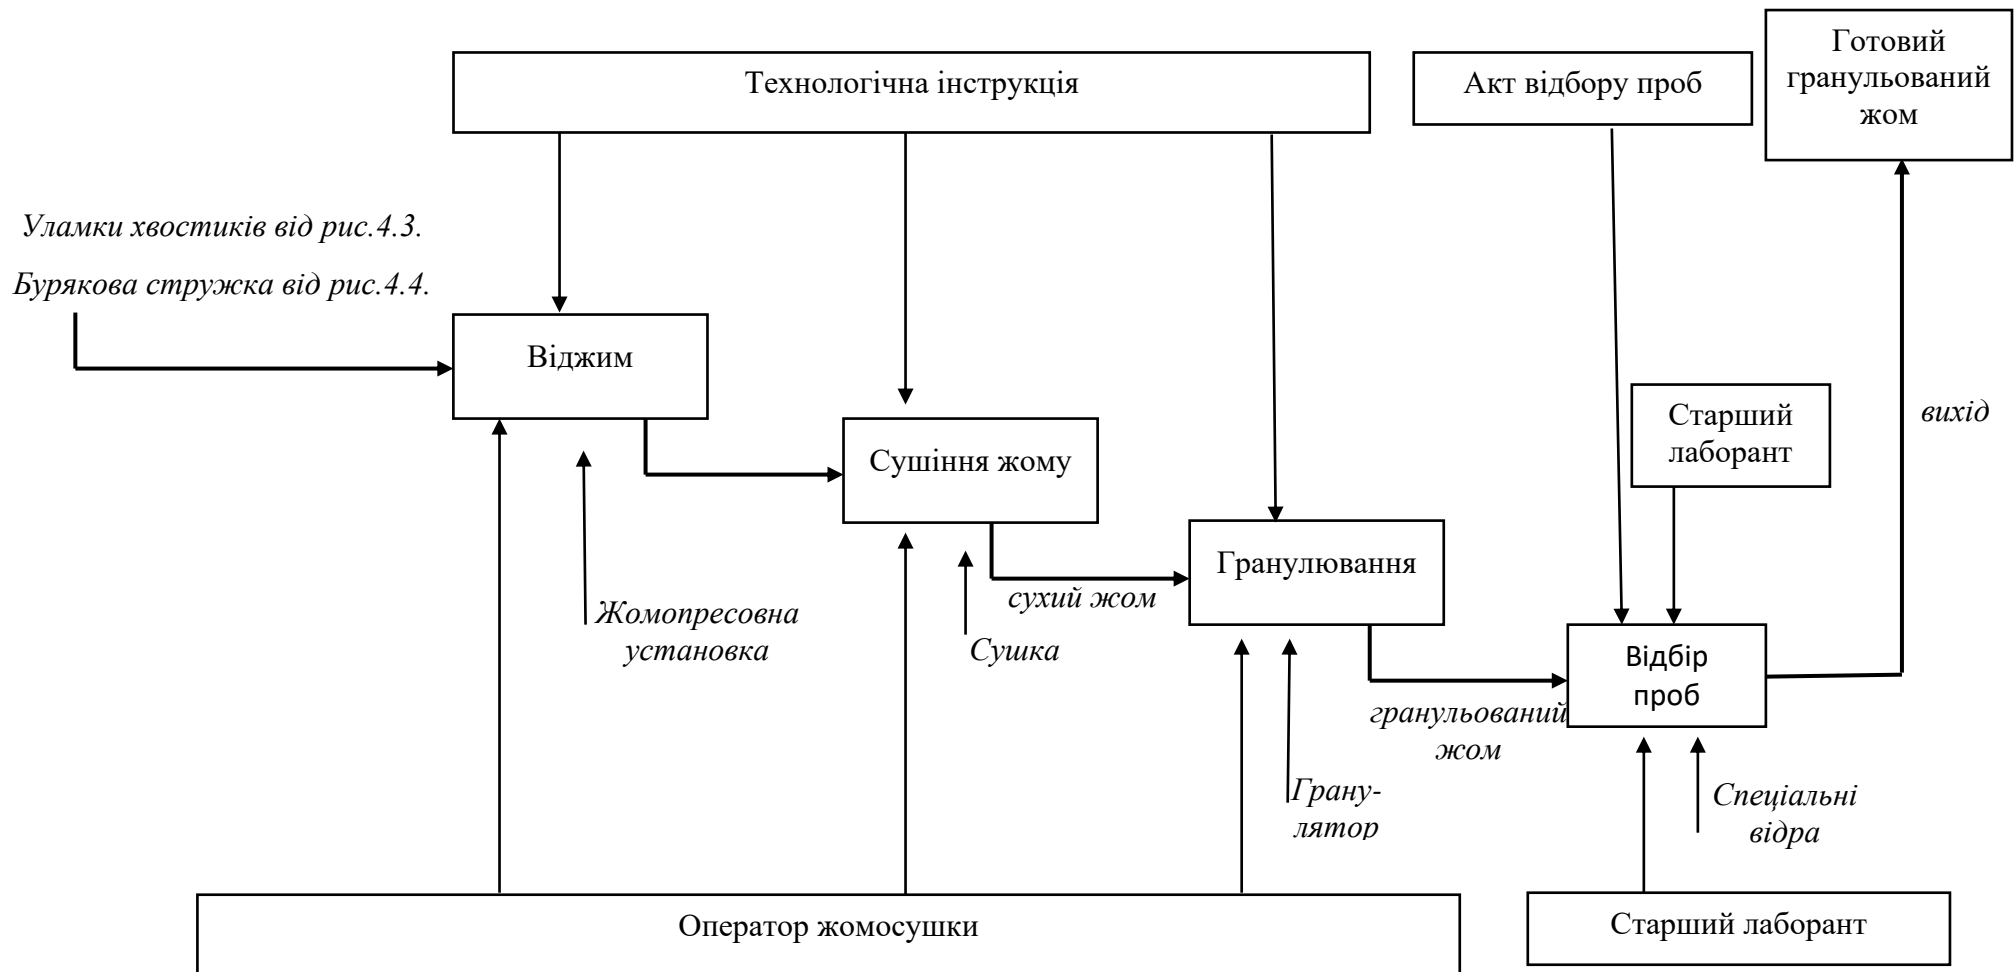 Готовий
гранульований
жом
Технологічна інструкція
Акт відбору проб
Уламки хвостиків від рис.4.3.
Бурякова стружка від рис.4.4.
Віджим
Старший
лаборант
вихід
Сушіння жому
Гранулювання
сухий жом
Жомопресовна
установка
Сушка
Відбір
проб
гранульований
жом
Грану-
лятор
Спеціальні
відра
Оператор жомосушки
Старший лаборант